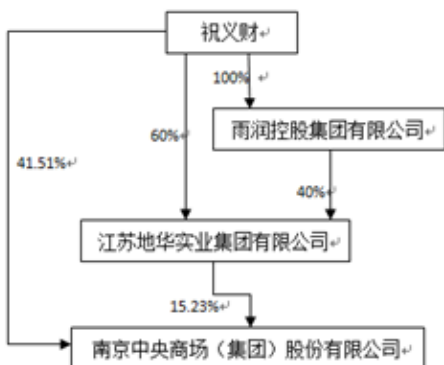 祝义财
100%
雨润控股集团有限公司
60%
41.51%
40%
江苏地华实业集团有限公司
15.23%
南京中央商场（集团）股份有限公司